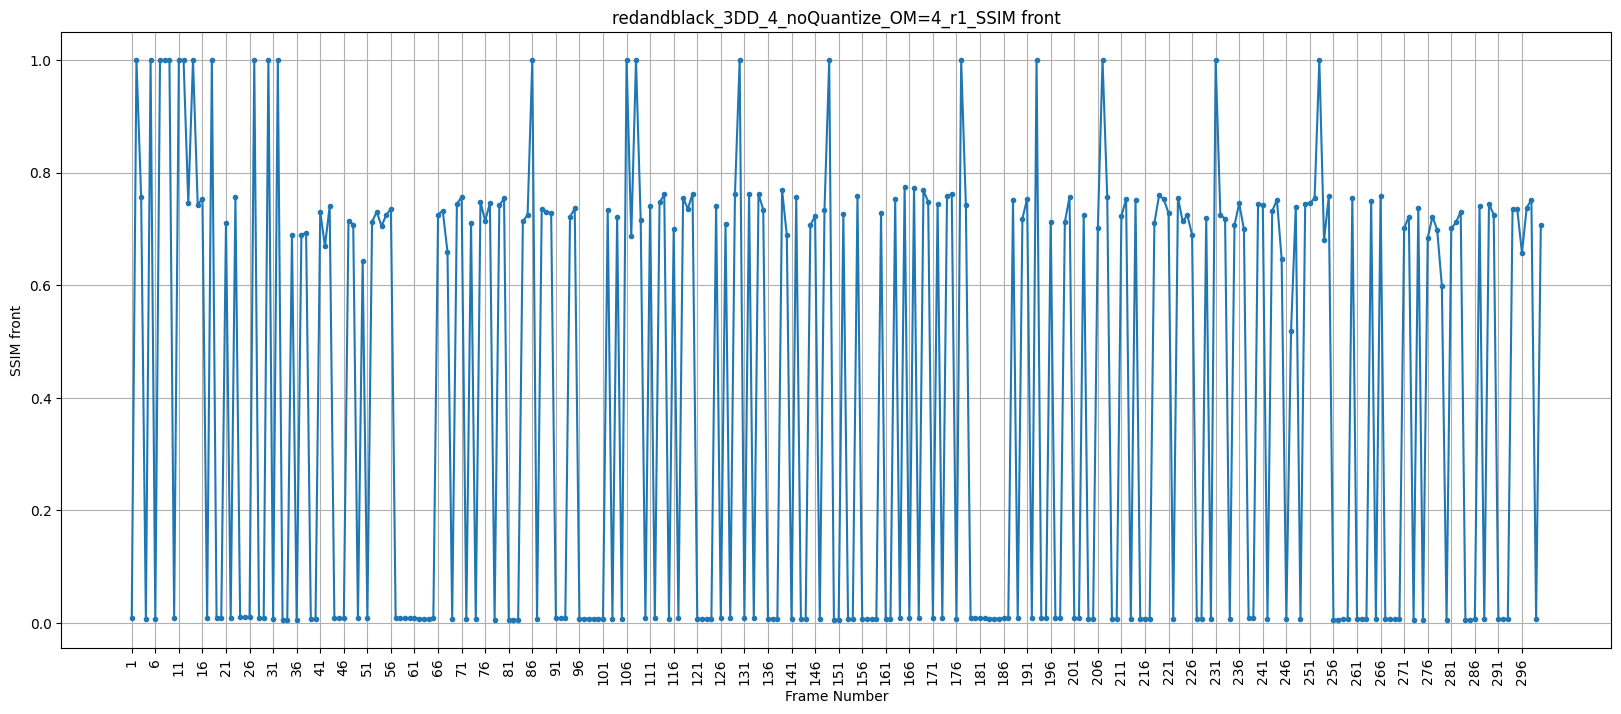 redandblack_3DD_4_noQuantize_OM=4_r1_SSIM front
1.0
0.8
0.6
0.4
0.2
0.0
SSIM front
1 6 11 16 21 26 31 36 41 46 51 56 61 66 71 76 81 86 91 96 101 106 111 116 121 126 131 136 141 146 151 156 161 166 171 176 181 186 191 196 201 206 211 216 221 226 231 236 241 246 251 256 261 266 271 276 281 286 291 296
Frame Number